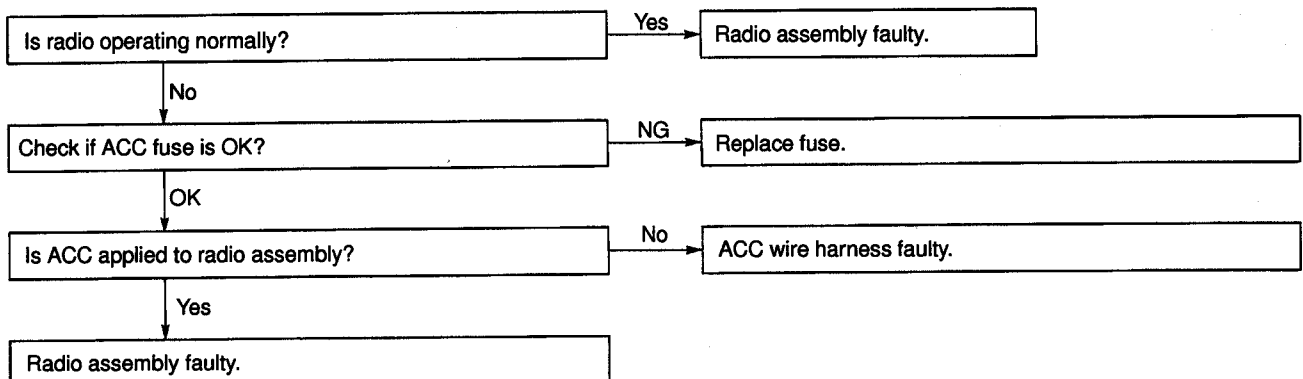 Is radio operating normally?
Yes
Radio assembly faulty.
No
Check if ACC fuse is OK?
NG
Replace fuse.
OK
Is ACC applied to radio assembly?
No
ACC wire harness faulty.
Yes
Radio assembly faulty.